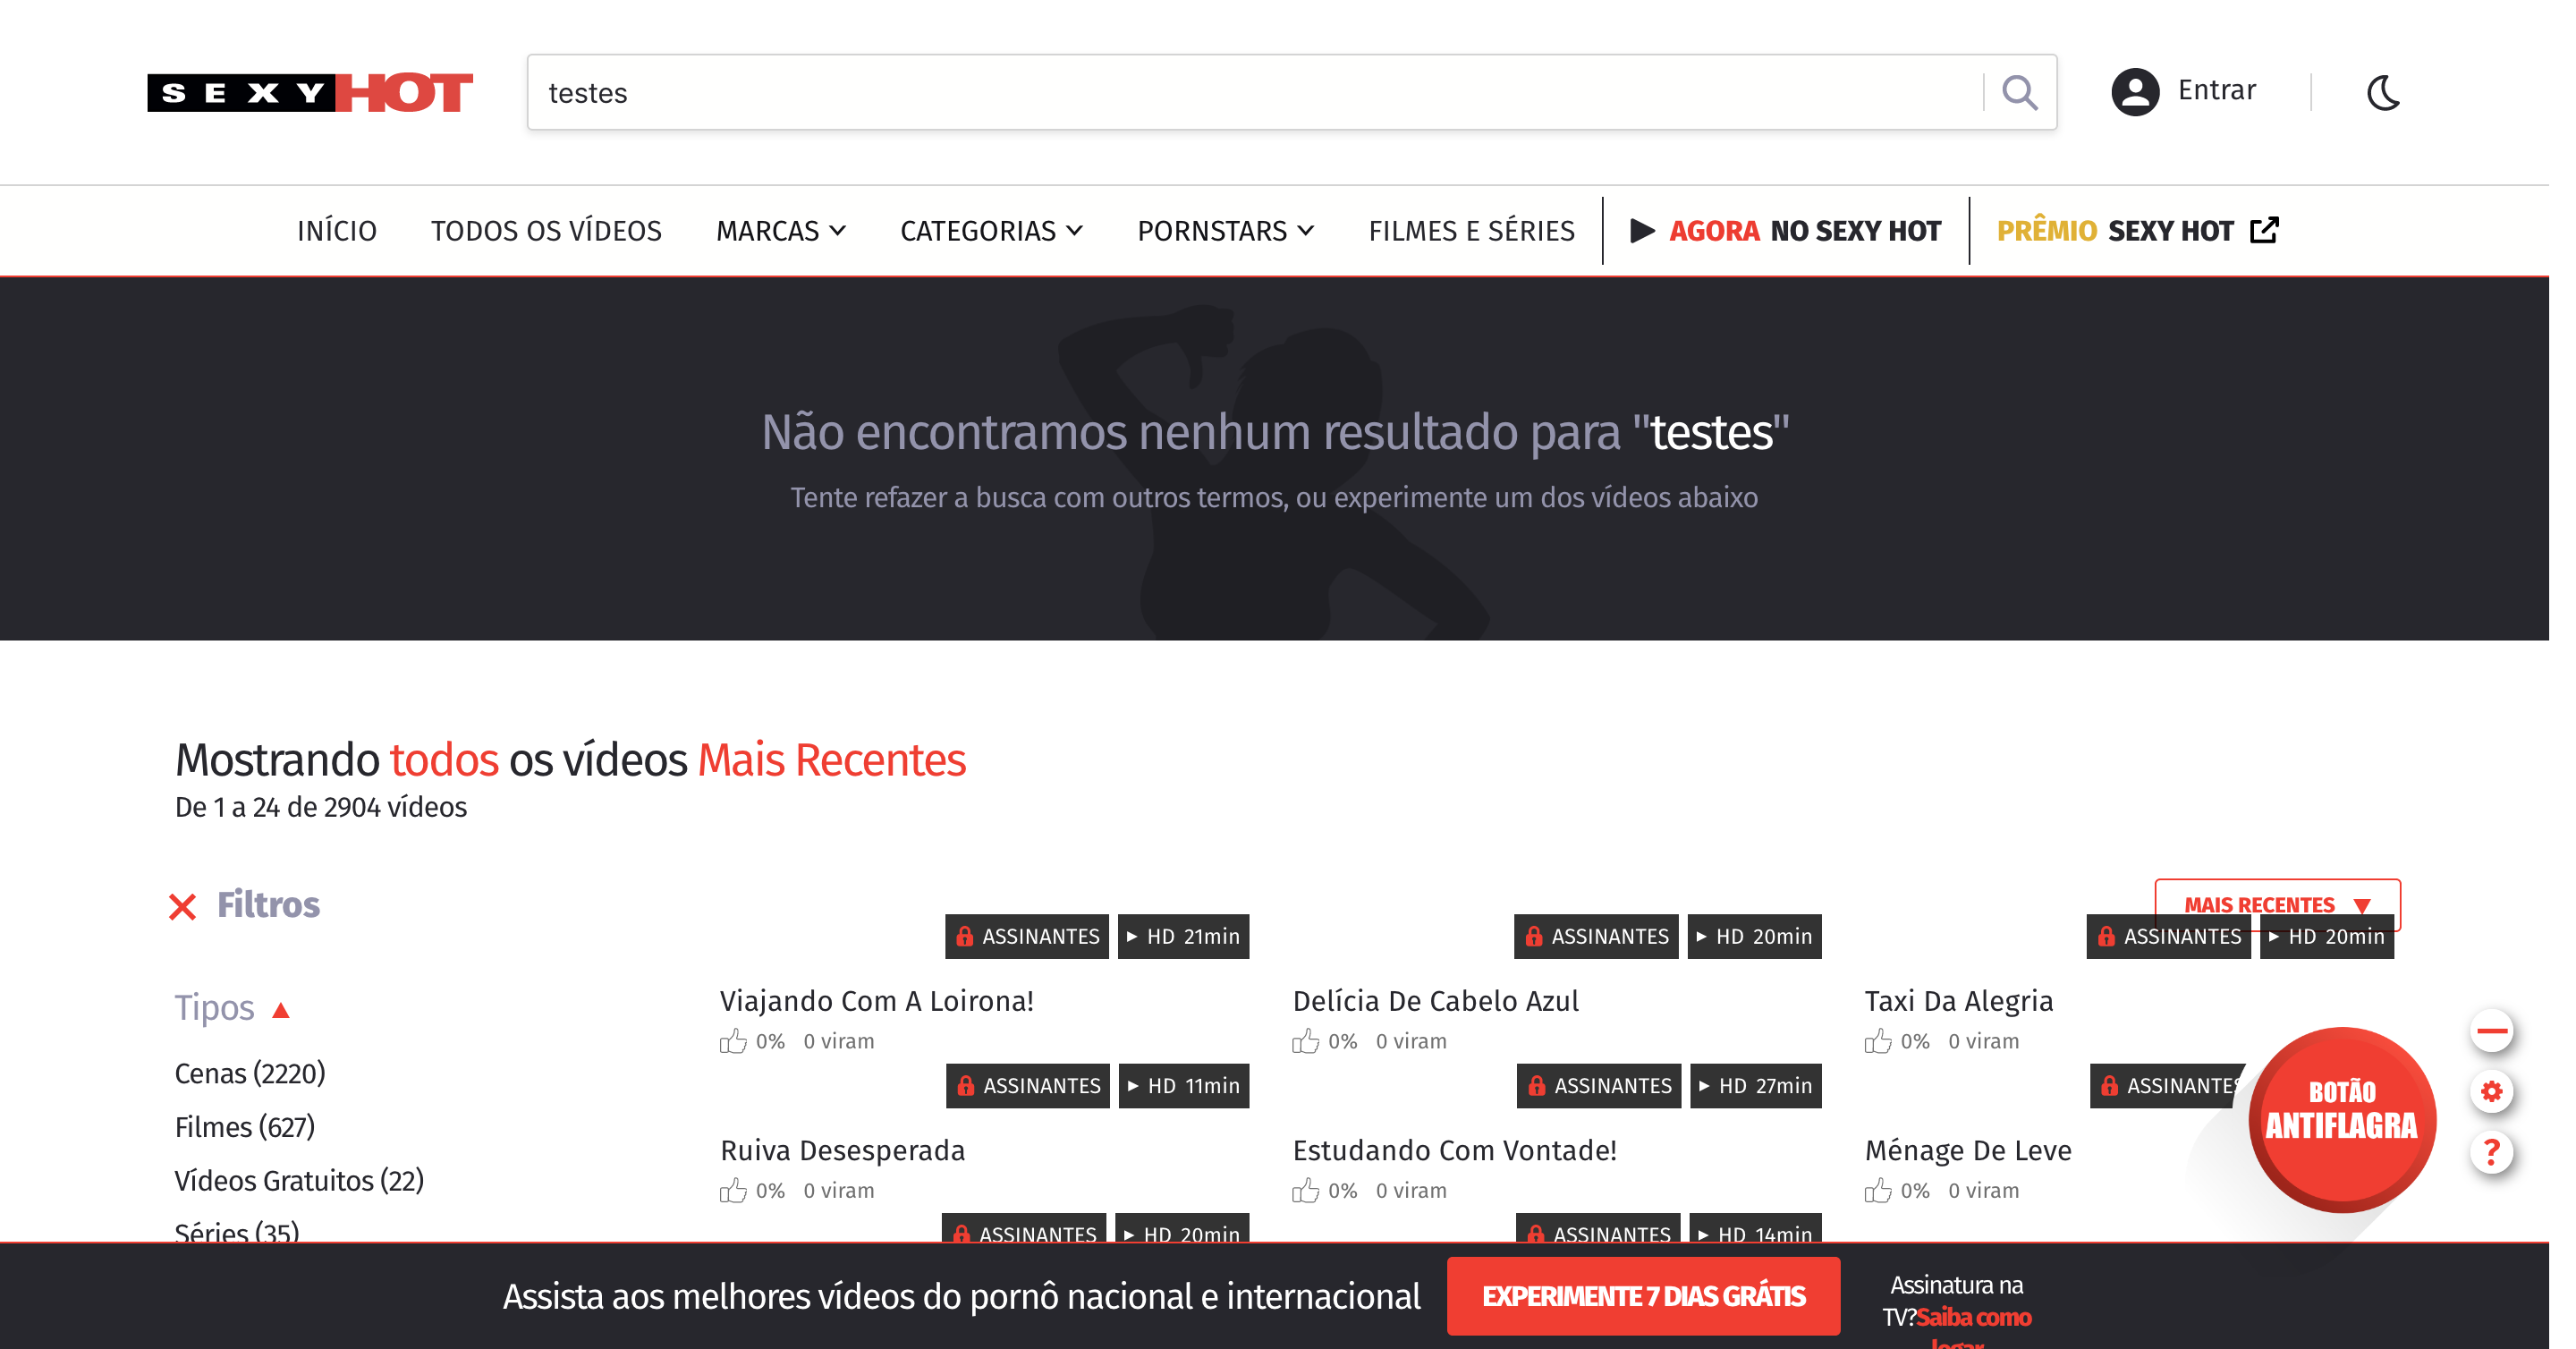 SEXYHOT
testes
Entrar
INÍCIO TODOS OS VÍDEOS MARCAS CATEGORIAS PORNSTARS FILMES E SÉRIES AGORA NO SEXY HOT PRÊMIO SEXY HOT
Não encontramos nenhum resultado para "testes"
Tente refazer a busca com outros termos, ou experimente um dos vídeos abaixo
Mostrando todos os vídeos Mais Recentes
De 1 a 24 de 2904 vídeos
Filtros
MAIS RECENTES
Tipos
Cenas (2220)
Filmes (627)
Vídeos Gratuitos (22)
Séries (35)
ASSINANTES HD 21min
Viajando Com A Loirona!
0% 0 viram
ASSINANTES HD 20min
Delícia De Cabelo Azul
0% 0 viram
ASSINANTES HD 20min
Taxi Da Alegria
0% 0 viram
ASSINANTES HD 11min
Ruiva Desesperada
0% 0 viram
ASSINANTES HD 27min
Estudando Com Vontade!
0% 0 viram
ASSINANTES
Ménage De Leve
0% 0 viram
ASSINANTES HD 20min
ASSINANTES HD 14min
BOTÃO
ANTIFLAGRA
?
Assista aos melhores vídeos do pornô nacional e internacional
EXPERIMENTE 7 DIAS GRÁTIS
Assinatura na
TV?Saiba como
logar